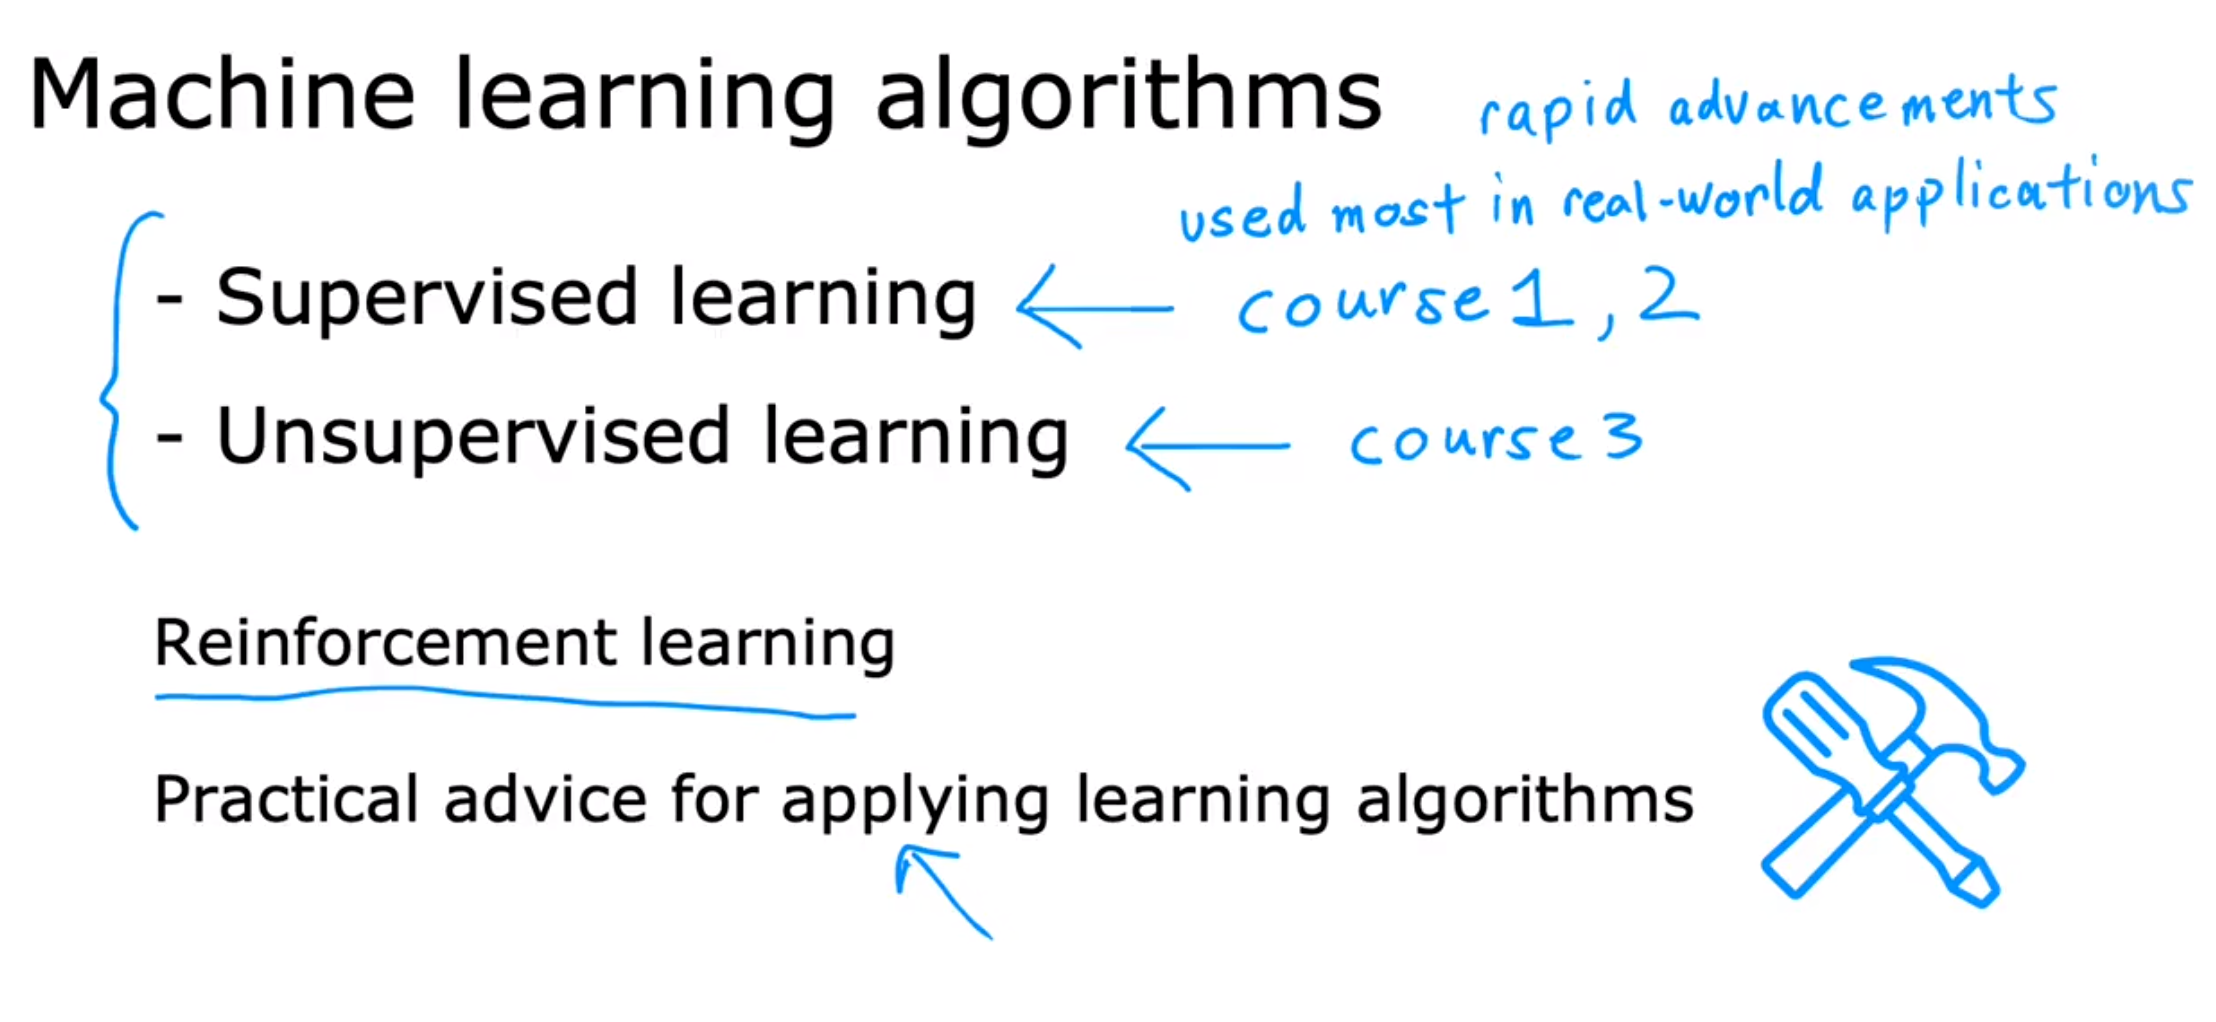 Machine learning algorithms
rapid advancements
used most in real-world applications
- Supervised learning
course 1, 2
- Unsupervised learning
course 3
Reinforcement learning
Practical advice for applying learning algorithms